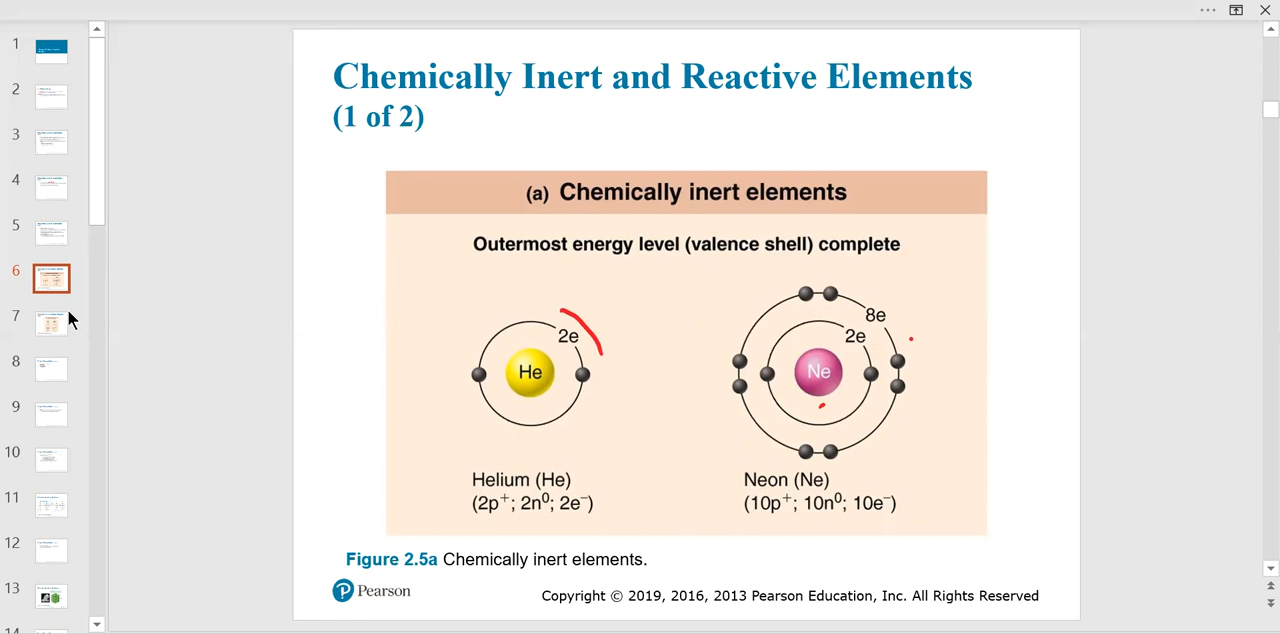 1
2
3
4
5
6
7
8
9
10
11
12
13
14
Chemically Inert and Reactive Elements
(1 of 2)
(a) Chemically inert elements
Outermost energy level (valence shell) complete
2e
He
8e
2e
Ne
Helium (He)
(2p⁺; 2n⁰; 2e⁻)
Neon (Ne)
(10p⁺; 10n⁰; 10e⁻)
Figure 2.5a Chemically inert elements.
P Pearson
Copyright © 2019, 2016, 2013 Pearson Education, Inc. All Rights Reserved